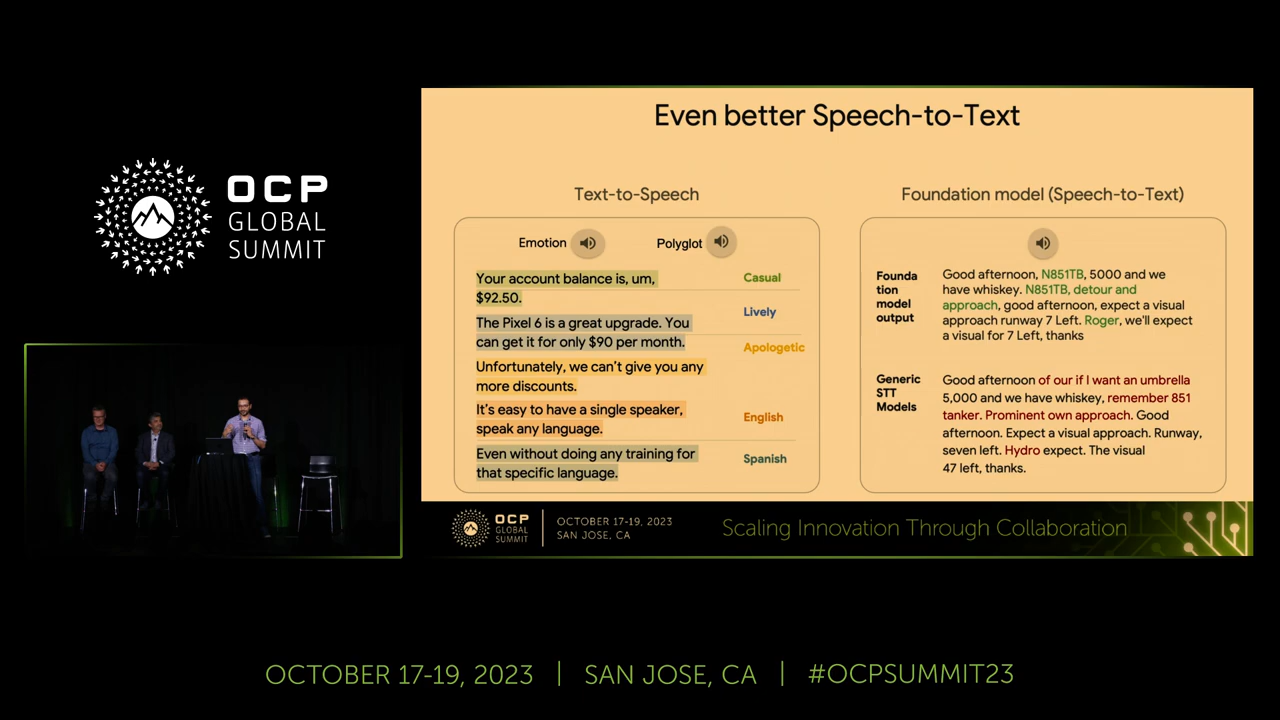 OCP
GLOBAL
SUMMIT
Even better Speech-to-Text
Text-to-Speech
Emotion
Polyglot
Your account balance is, um,
$92.50.
Casual
The Pixel 6 is a great upgrade. You
can get it for only $90 per month.
Lively
Unfortunately, we can't give you any
more discounts.
Apologetic
It's easy to have a single speaker,
speak any language.
English
Even without doing any training for
that specific language.
Spanish
Foundation model (Speech-to-Text)
Founda
tion
model
output
Good afternoon, N851TB, 5000 and we
have whiskey. N851TB, detour and
approach, good afternoon, expect a visual
approach runway 7 Left. Roger, we'll expect
a visual for 7 Left, thanks
Generic
STT
Models
Good afternoon of our if I want an umbrella
5,000 and we have whiskey, remember 851
tanker. Prominent own approach. Good
afternoon. Expect a visual approach. Runway,
seven left. Hydro expect. The visual
47 left, thanks.
OCP
GLOBAL
SUMMIT
OCTOBER 17-19, 2023
SAN JOSE, CA
Scaling Innovation Through Collaboration
OCTOBER 17-19, 2023 | SAN JOSE, CA | #OCPSUMMIT23